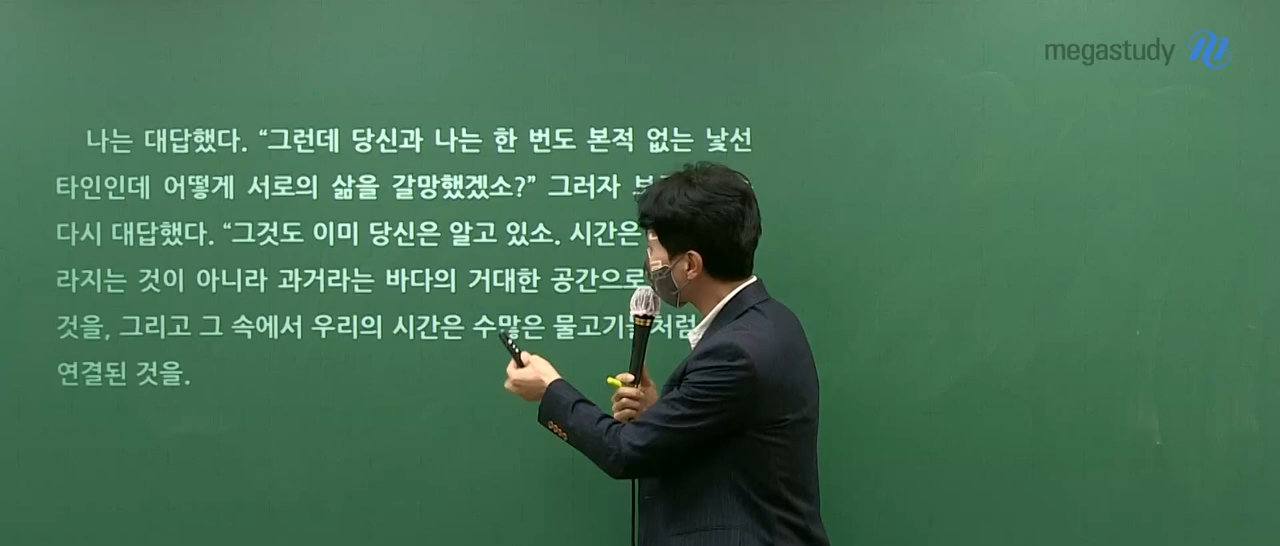 megastudy
나는 대답했다. “그런데 당신과 나는 한 번도 본적 없는 낯선
타인인데 어떻게 서로의 삶을 갈망했겠소?” 그러자
다시 대답했다. “그것도 이미 당신은 알고 있소. 시간은
라지는 것이 아니라 과거라는 바다의 거대한 공간으로
것을, 그리고 그 속에서 우리의 시간은 수많은 물고기들처럼
연결된 것을.